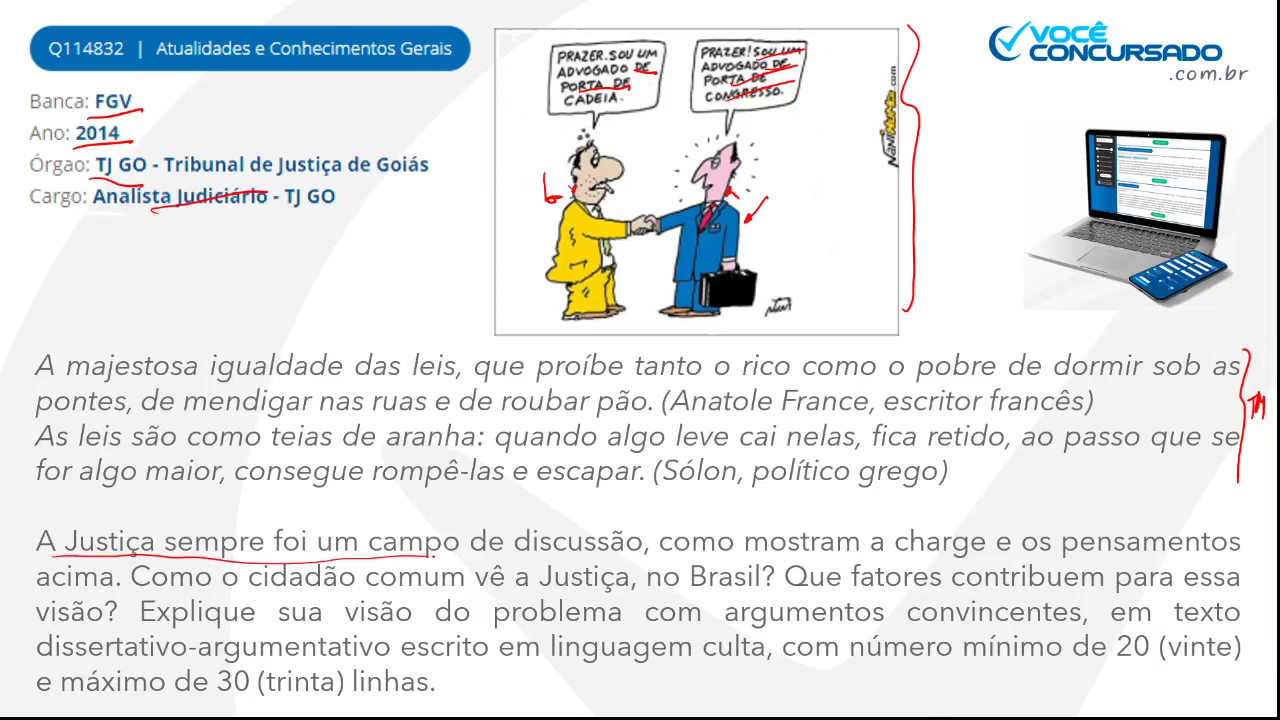 Q114832 | Atualidades e Conhecimentos Gerais
Banca: FGV
Ano: 2014
Órgao: TJ GO - Tribunal de Justiça de Goiás
Cargo: Analista Judiciário - TJ GO
PRAZER. SOU UM
ADVOGADO DE
PORTA DE
CADEIA.
PRAZER! SOU UM
ADVOGADO DE
PORTA DE
CONGRESSO.
NANIHUMOR.com
VOCÊ
CONCURSADO
.com.br
A majestosa igualdade das leis, que proíbe tanto o rico como o pobre de dormir sob as
pontes, de mendigar nas ruas e de roubar pão. (Anatole France, escritor francês)
As leis são como teias de aranha: quando algo leve cai nelas, fica retido, ao passo que se
for algo maior, consegue rompê-las e escapar. (Sólon, político grego)
A Justiça sempre foi um campo de discussão, como mostram a charge e os pensamentos
acima. Como o cidadão comum vê a Justiça, no Brasil? Que fatores contribuem para essa
visão? Explique sua visão do problema com argumentos convincentes, em texto
dissertativo-argumentativo escrito em linguagem culta, com número mínimo de 20 (vinte)
e máximo de 30 (trinta) linhas.